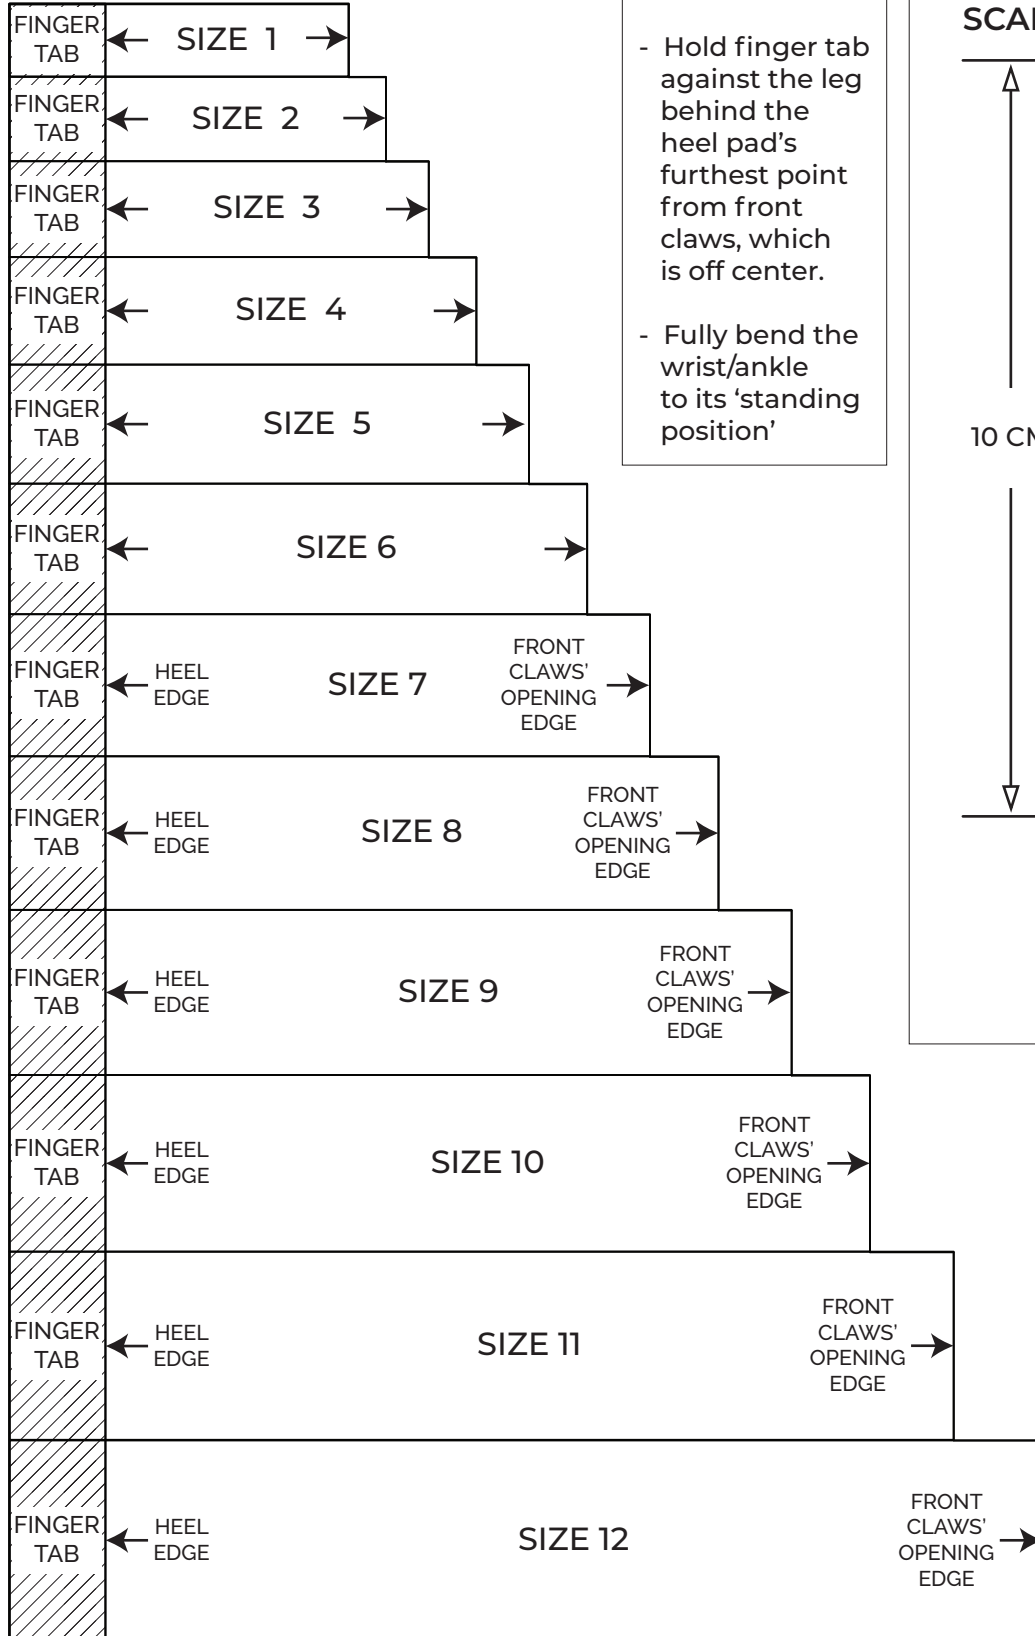 FINGER
TAB
SIZE 1
FINGER
TAB
SIZE 2
FINGER
TAB
SIZE 3
FINGER
TAB
SIZE 4
FINGER
TAB
SIZE 5
FINGER
TAB
SIZE 6
FINGER
TAB
HEEL
EDGE
SIZE 7
FRONT
CLAWS'
OPENING
EDGE
FINGER
TAB
HEEL
EDGE
SIZE 8
FRONT
CLAWS'
OPENING
EDGE
FINGER
TAB
HEEL
EDGE
SIZE 9
FRONT
CLAWS'
OPENING
EDGE
FINGER
TAB
HEEL
EDGE
SIZE 10
FRONT
CLAWS'
OPENING
EDGE
FINGER
TAB
HEEL
EDGE
SIZE 11
FRONT
CLAWS'
OPENING
EDGE
FINGER
TAB
HEEL
EDGE
SIZE 12
FRONT
CLAWS'
OPENING
EDGE
- Hold finger tab
against the leg
behind the
heel pad's
furthest point
from front
claws, which
is off center.
- Fully bend the
wrist/ankle
to its ‘standing
position’
10